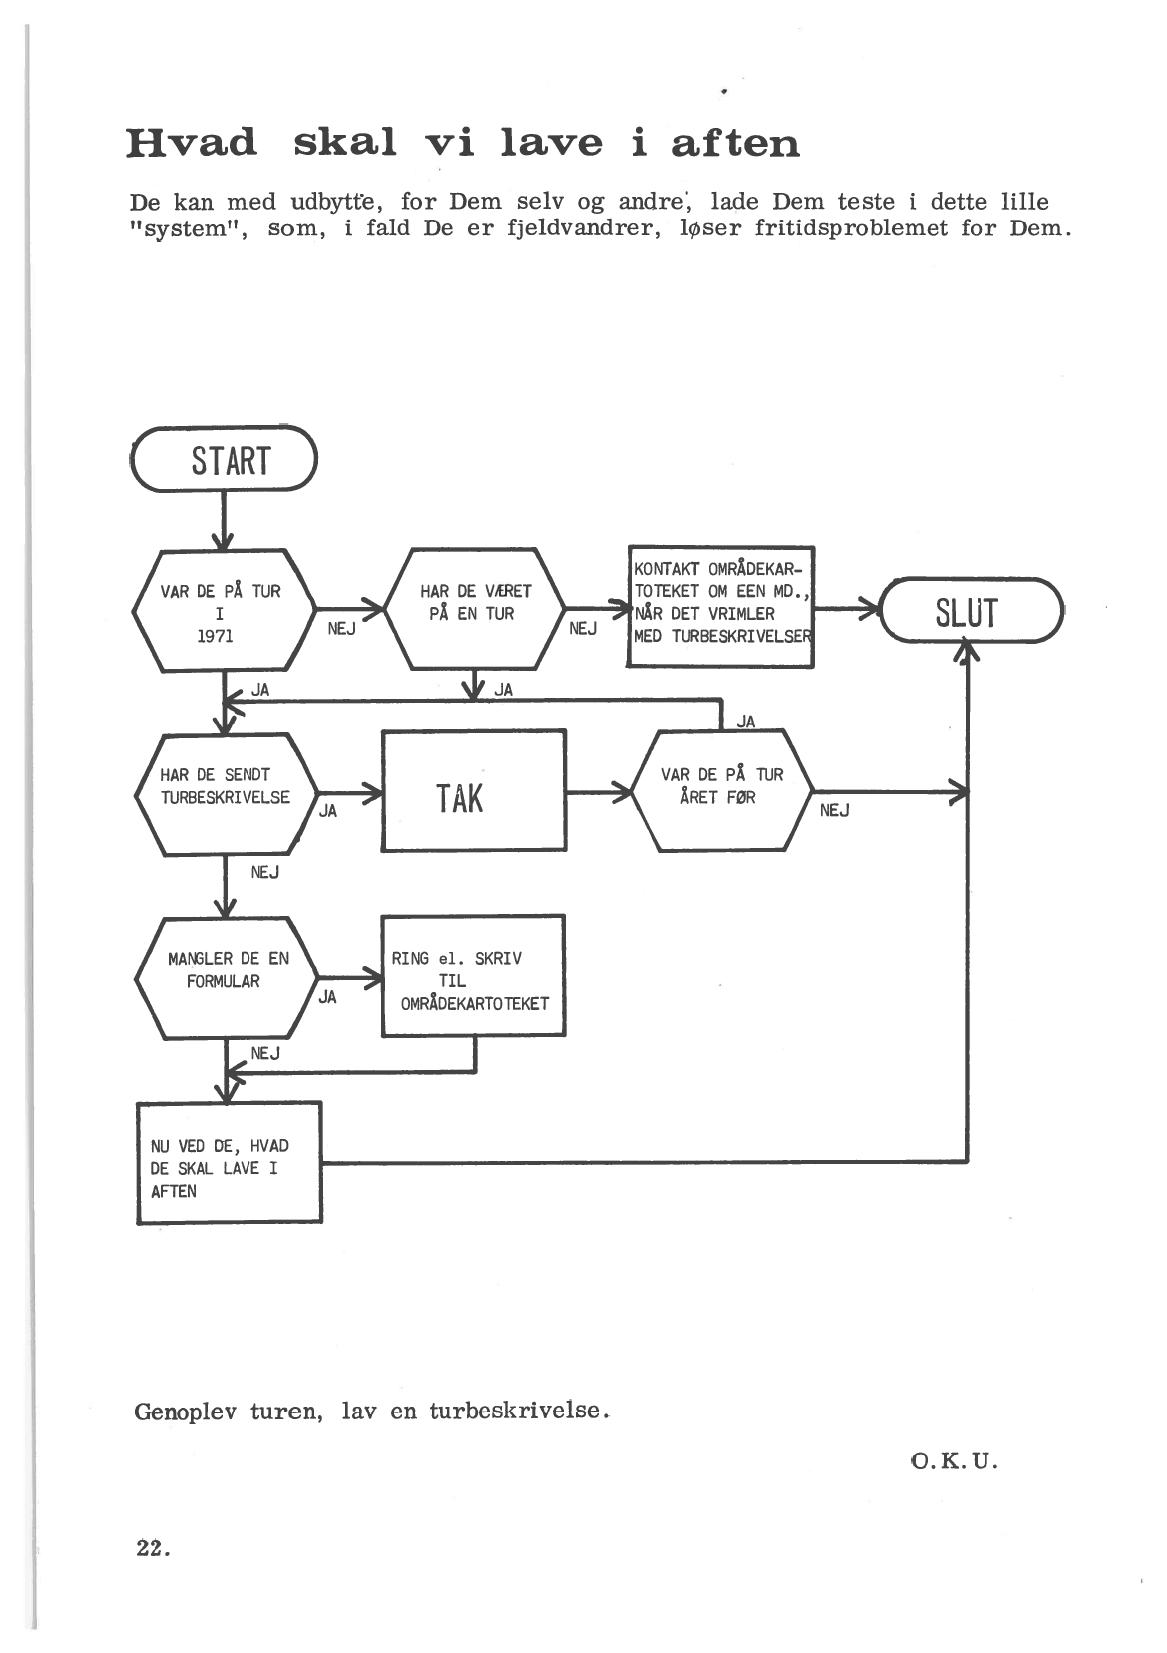 Hvad skal vi lave i aften
De kan med udbytte, for Dem selv og andre, lade Dem teste i dette lille
"system", som, i fald De er fjeldvandrer, løser fritidsproblemet for Dem.
START
VAR DE PÅ TUR
I
1971
NEJ
HAR DE VÆRET
PÅ EN TUR
NEJ
KONTAKT OMRÅDEKAR-
TOTEKET OM EEN MD.,
NÅR DET VRIMLER
MED TURBESKRIVELSER
SLUT
JA
JA
JA
HAR DE SENDT
TURBESKRIVELSE
JA
TAK
VAR DE PÅ TUR
ÅRET FØR
NEJ
NEJ
MANGLER DE EN
FORMULAR
JA
RING el. SKRIV
TIL
OMRÅDEKARTOTEKET
NEJ
NU VED DE, HVAD
DE SKAL LAVE I
AFTEN
Genoplev turen, lav en turbeskrivelse.
O.K.U.
22.